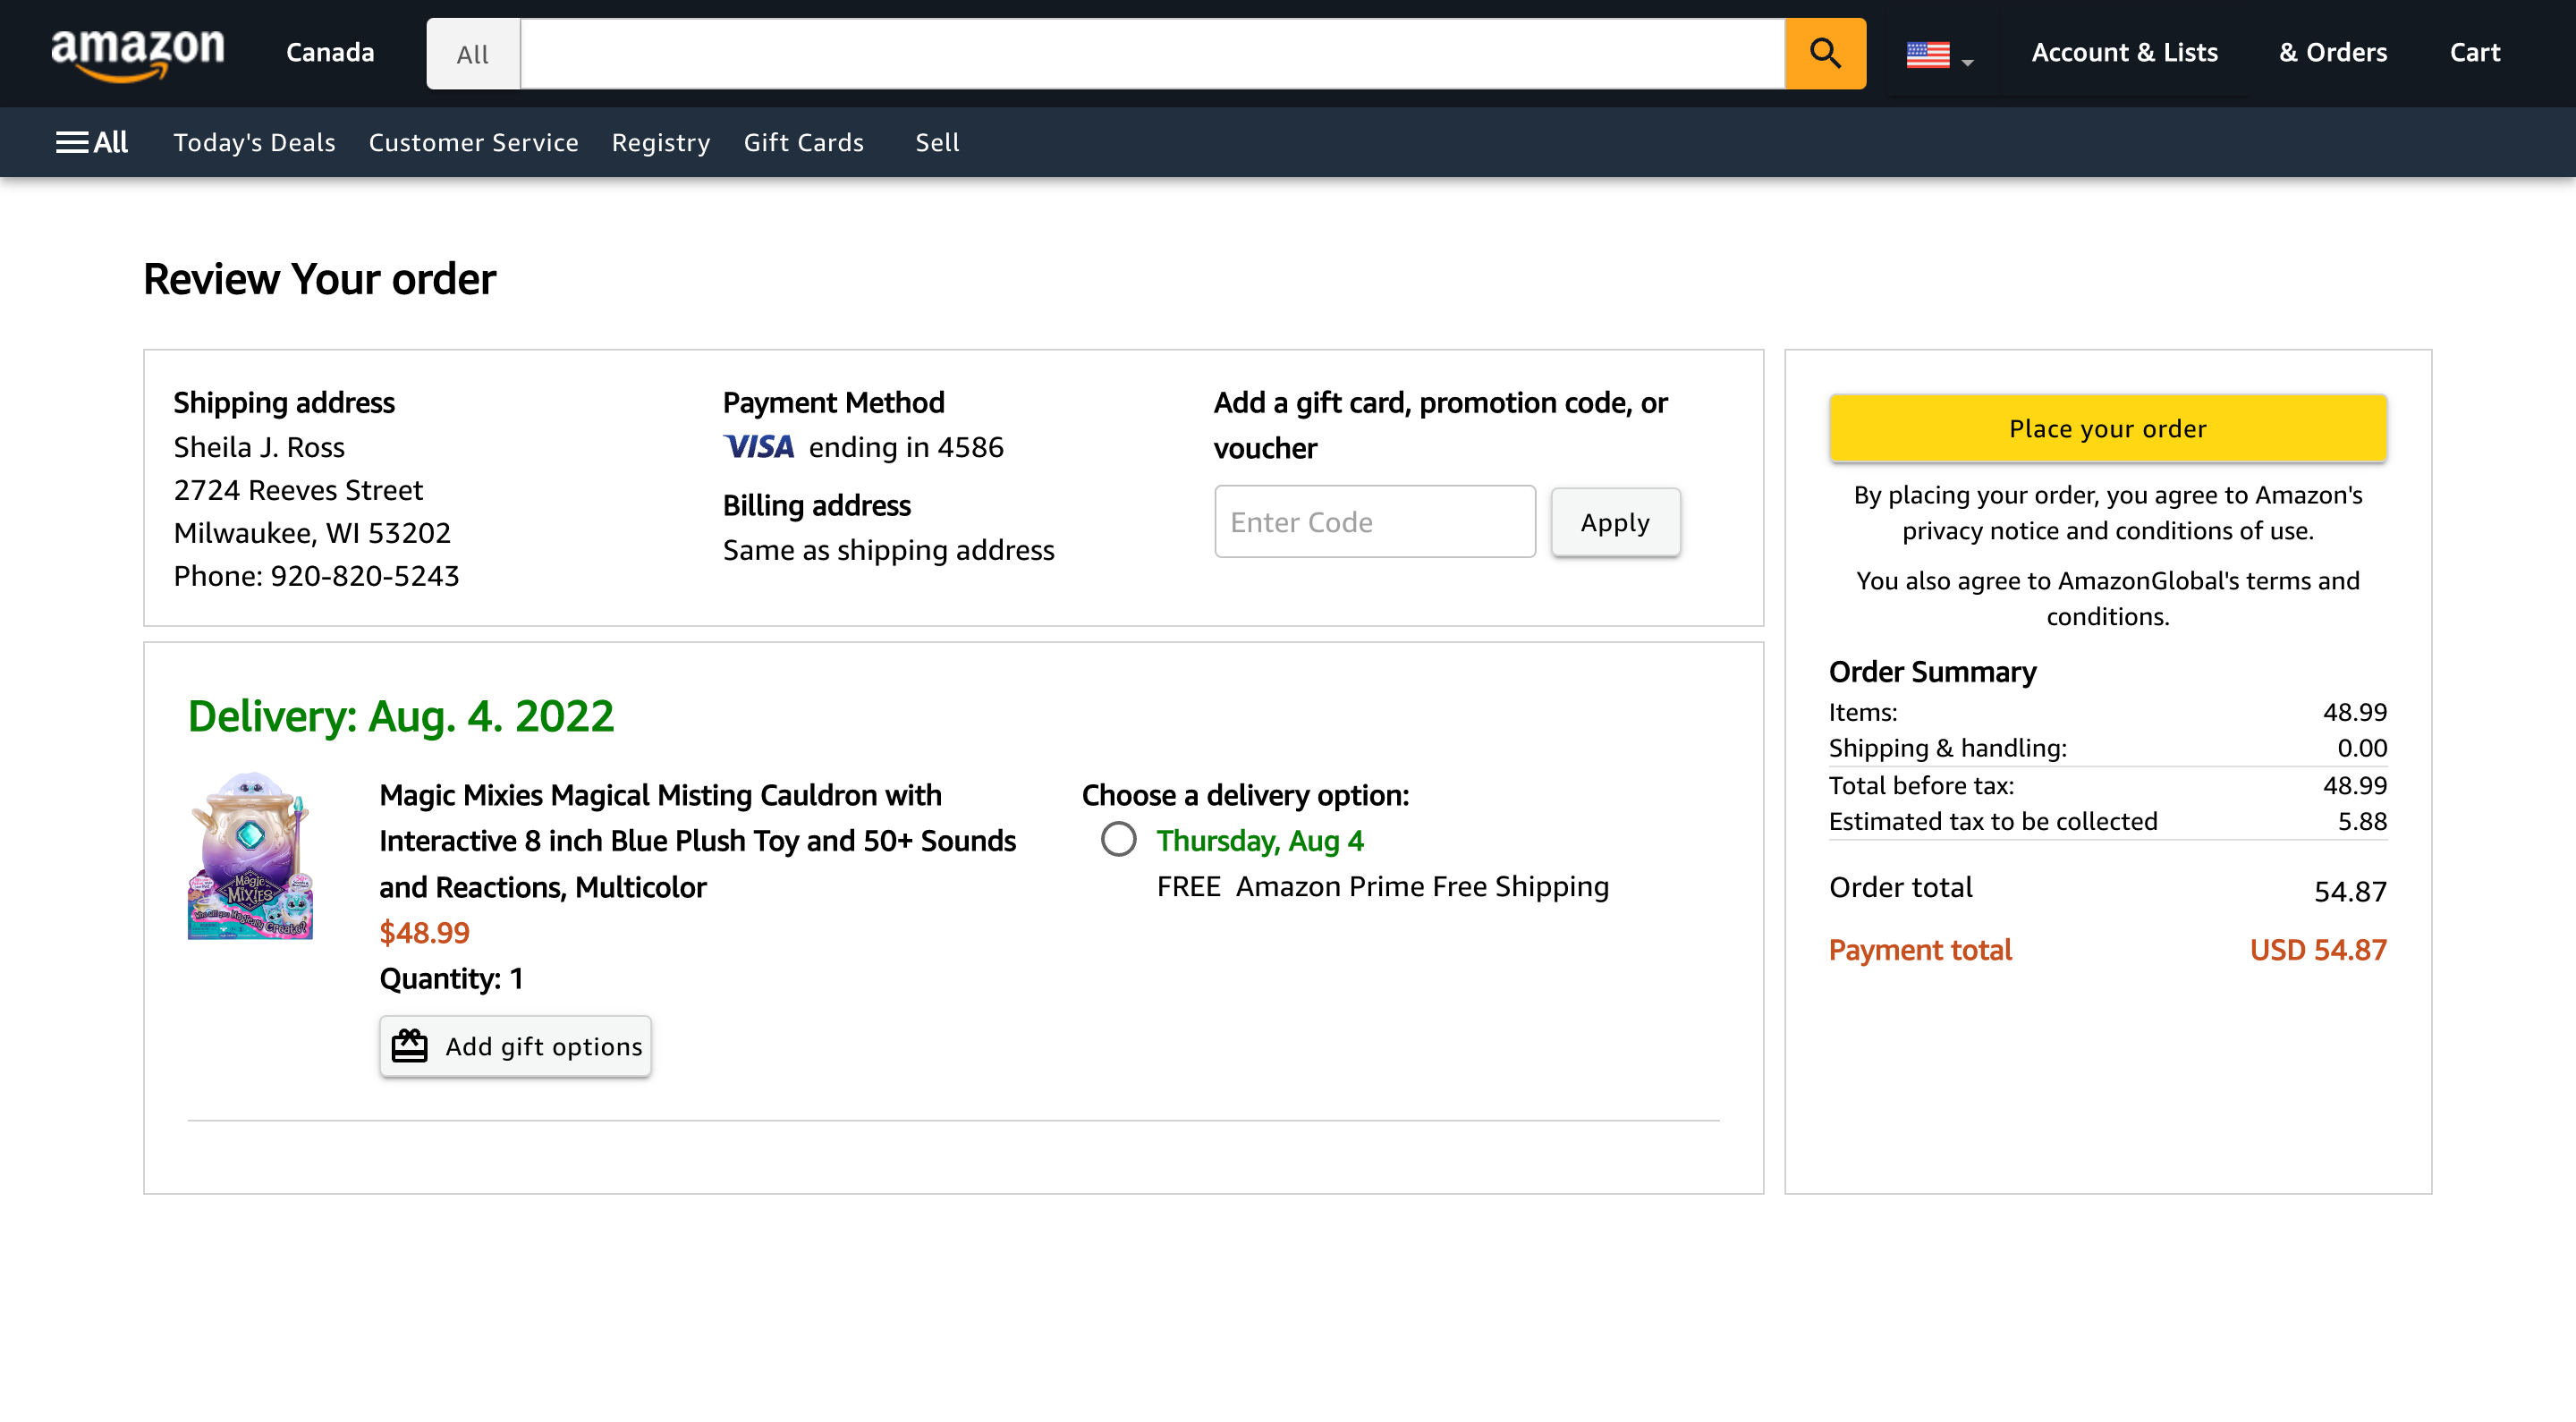 amazon
Canada
All
Account & Lists
& Orders
Cart
All
Today's Deals
Customer Service
Registry
Gift Cards
Sell
Review Your order
Shipping address
Sheila J. Ross
2724 Reeves Street
Milwaukee, WI 53202
Phone: 920-820-5243
Payment Method
VISA ending in 4586
Billing address
Same as shipping address
Add a gift card, promotion code, or
voucher
Enter Code
Apply
Delivery: Aug. 4. 2022
Magic
Mixies
Magic Mixies Magical Misting Cauldron with
Interactive 8 inch Blue Plush Toy and 50+ Sounds
and Reactions, Multicolor
$48.99
Quantity: 1
Add gift options
Choose a delivery option:
Thursday, Aug 4
FREE Amazon Prime Free Shipping
Place your order
By placing your order, you agree to Amazon's
privacy notice and conditions of use.
You also agree to AmazonGlobal's terms and
conditions.
Order Summary
Items: 48.99
Shipping & handling: 0.00
Total before tax: 48.99
Estimated tax to be collected 5.88
Order total 54.87
Payment total USD 54.87